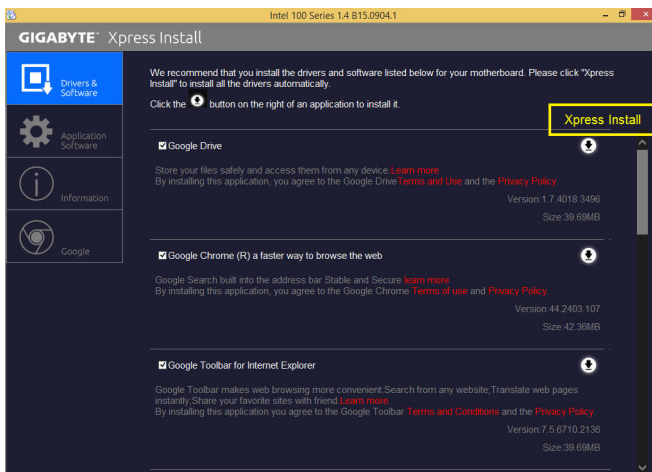 Intel 100 Series 1.4 B15.0904.1
GIGABYTE™ Xpress Install
Drivers &
Software
Application
Software
Information
Google
We recommend that you install the drivers and software listed below for your motherboard. Please click "Xpress
Install" to install all the drivers automatically.
Click the button on the right of an application to install it.
Xpress Install
Google Drive
Store your files safely and access them from any device.Learn more
By installing this application, you agree to the Google DriveTerms and Use and the Privacy Policy.
Version:1.7.4018.3496
Size:39.69MB
Google Chrome (R) a faster way to browse the web
Google Search built into the address bar Stable and Secure learn more
By installing this application, you agree to the Google Chrome Terms of use and Privacy Policy.
Version:44.2403.107
Size:42.36MB
Google Toolbar for Internet Explorer
Google Toolbar makes web browsing more convenient:Search from any website;Translate web pages
instantly;Share your favorite sites with friend.Learn more
By installing this application you agree to the Google Toolbar Terms and Conditions and the Privacy Policy.
Version:7.5.6710.2136
Size:39.69MB